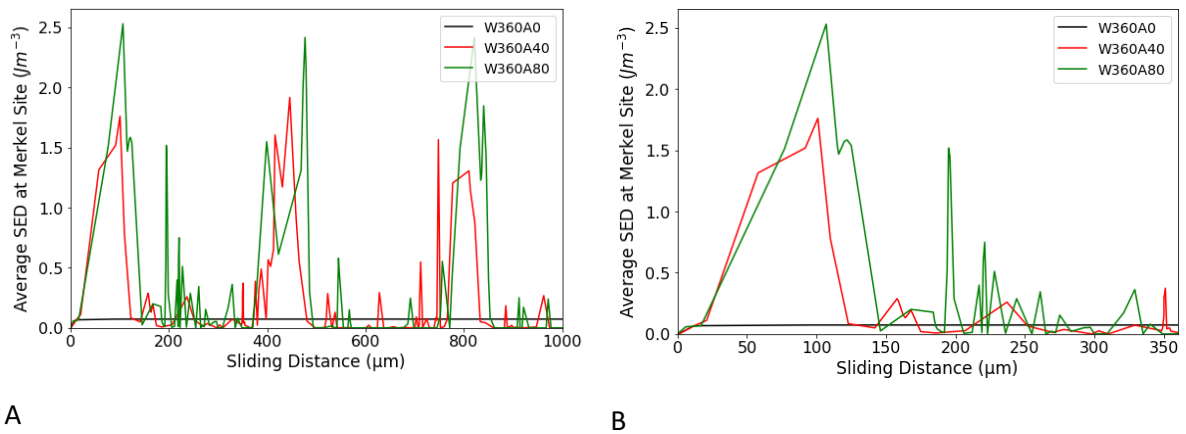 Average SED at Merkel Site (Jm⁻³)
2.5
2.0
1.5
1.0
0.5
0.0
0
200
400
600
800
1000
Sliding Distance (μm)
W360A0
W360A40
W360A80
A
Average SED at Merkel Site (Jm⁻³)
2.5
2.0
1.5
1.0
0.5
0.0
0
50
100
150
200
250
300
350
Sliding Distance (μm)
W360A0
W360A40
W360A80
B